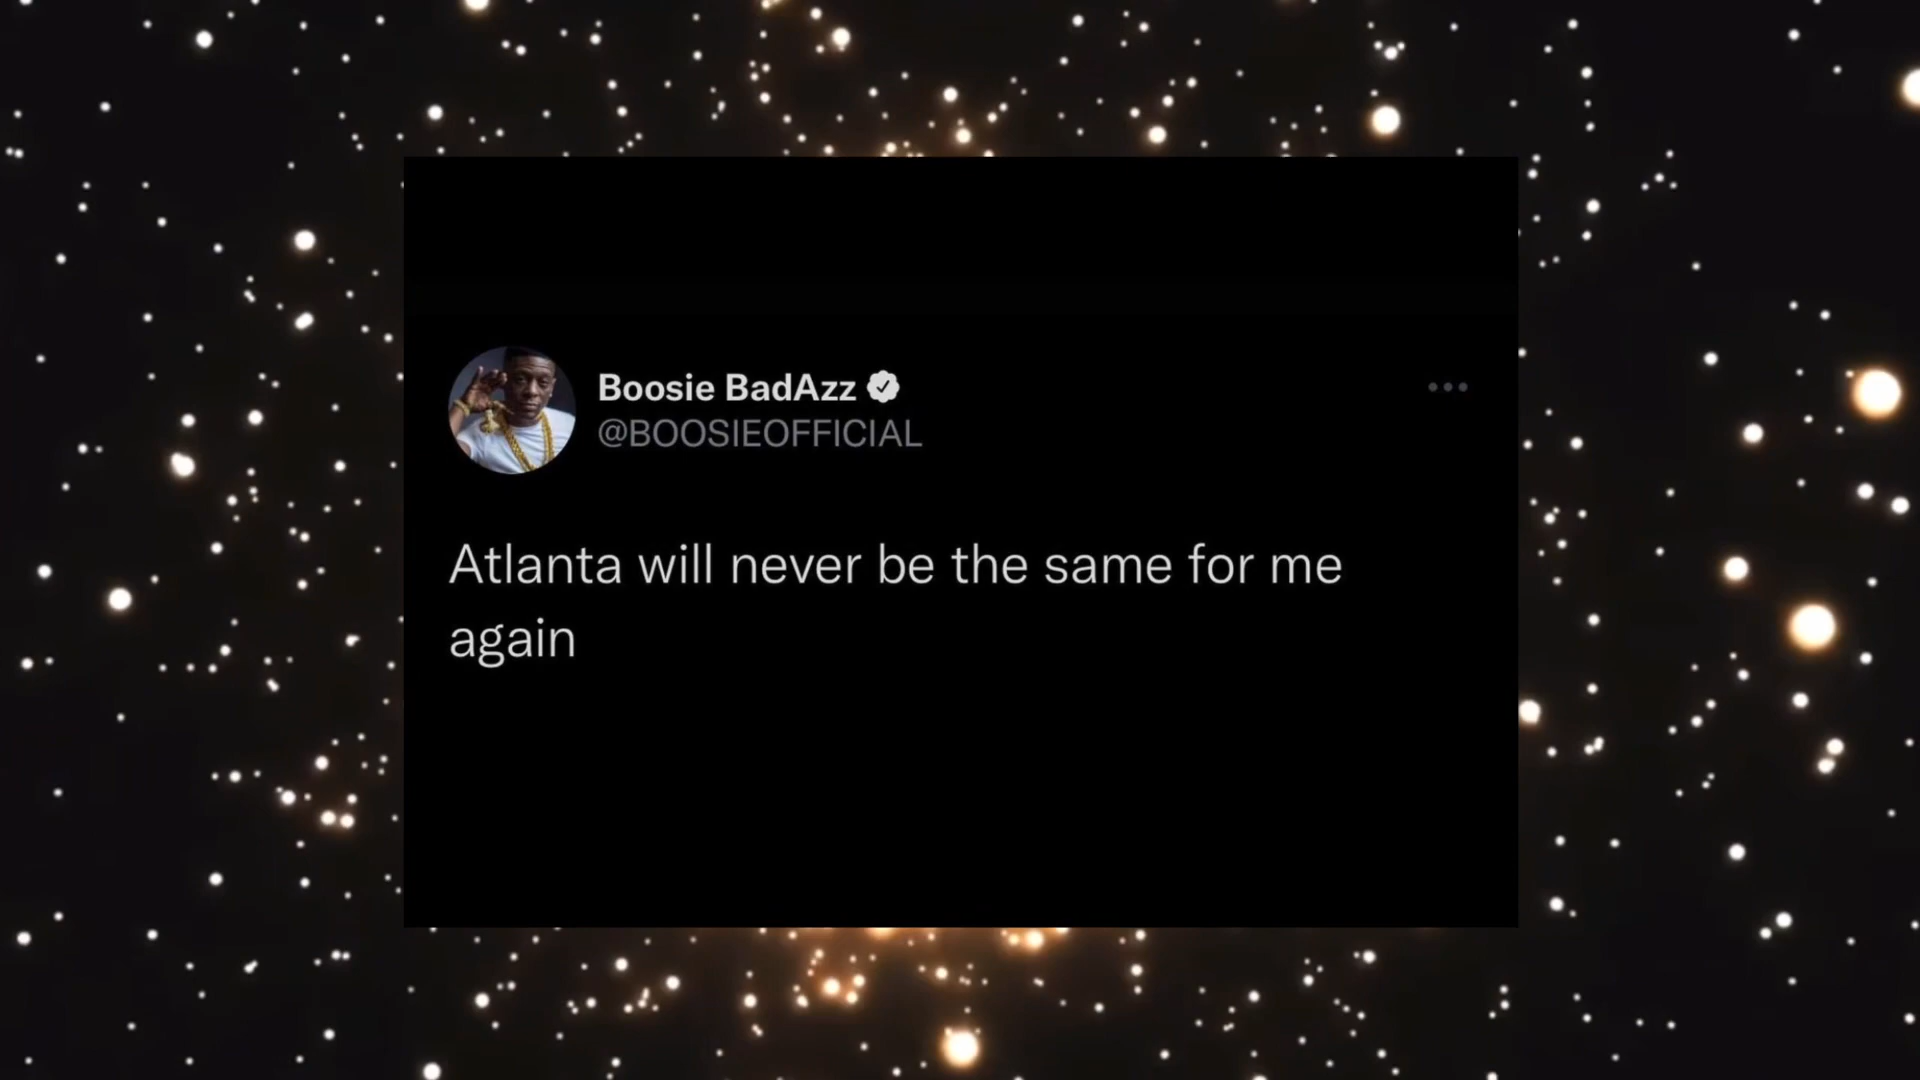 Boosie BadAzz
@BOOSIEOFFICIAL
Atlanta will never be the same for me
again